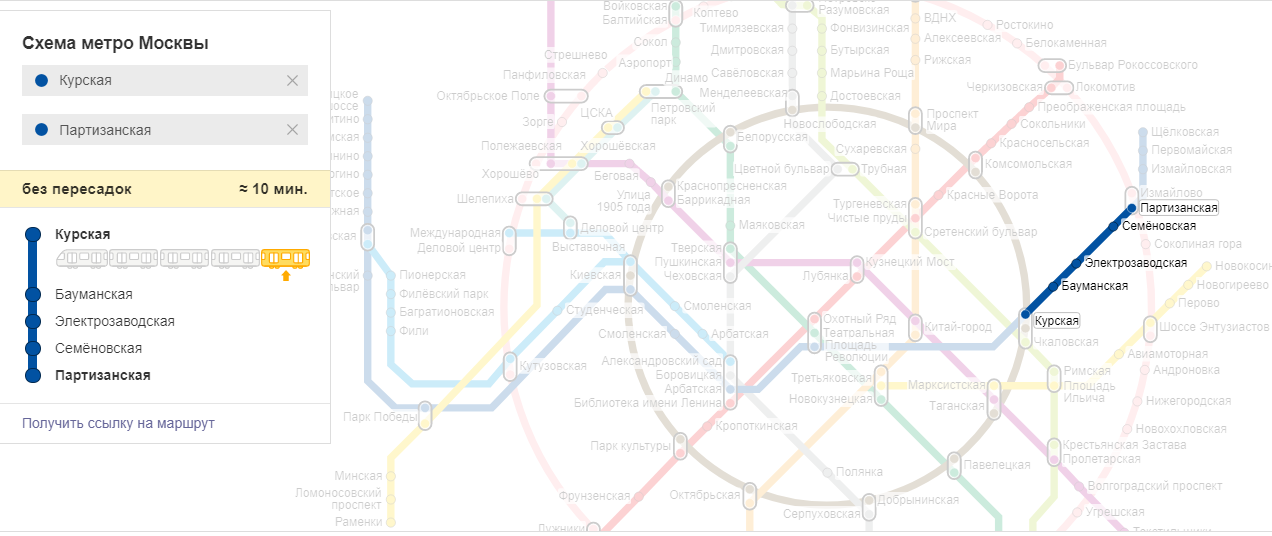 Схема метро Москвы
Курская
Партизанская
без пересадок
≈ 10 мин.
Курская
Бауманская
Электрозаводская
Семёновская
Партизанская
Получить ссылку на маршрут
Войковская
Балтийская
Коптево
Тимирязевская
Разумовская
Фонвизинская
ВДНХ
Ростокино
Сокол
Дмитровская
Бутырская
Алексеевская
Белокаменная
Стрешнево
Аэропорт
Рижская
Панфиловская
Динамо
Савёловская
Марьина Роща
Бульвар Рокоссовского
Октябрьское Поле
Менделеевская
Достоевская
Черкизовская
Локомотив
ЦСКА
Петровский
парк
Преображенная площадь
Зорге
Новослободская
Проспект
Мира
Сокольники
Щёлковская
Белорусская
Красносельская
Первомайская
Полежаевская
Хорошёвская
Сухаревская
Хорошёво
Беговая
Цветной бульвар
Трубная
Комсомольская
Измайловская
Улица
1905 года
Краснопресненская
Баррикадная
Красные Ворота
Измайлово
Шелепиха
Тургеневская
Чистые пруды
Партизанская
Маяковская
Семёновская
Международная
Деловой центр
Деловой центр
Сретенский бульвар
Выставочная
Тверская
Пушкинская
Чеховская
Соколиная гора
Кузнецкий Мост
Электрозаводская
Новокосин
Пионерская
Киевская
Лубянка
Бауманская
Новогиреево
Филёвский парк
Перово
Багратионовская
Студенческая
Смоленская
Фили
Смоленская
Арбатская
Охотный Ряд
Театральная
Площадь
Революции
Китай-город
Курская
Чкаловская
Шоссе Энтузиастов
Александровский сад
Боровицкая
Арбатская
Библиотека имени Ленина
Авиамоторная
Кутузовская
Третьяковская
Новокузнецкая
Марксистская
Таганская
Римская
Площадь
Ильича
Андроновка
Парк Победы
Нижегородская
Кропоткинская
Новохохловская
Парк культуры
Крестьянская Застава
Пролетарская
Минская
Полянка
Павелецкая
Волгоградский проспект
Ломоносовский
проспект
Фрунзенская
Октябрьская
Добрынинская
Серпуховская
Угрешская
Раменки